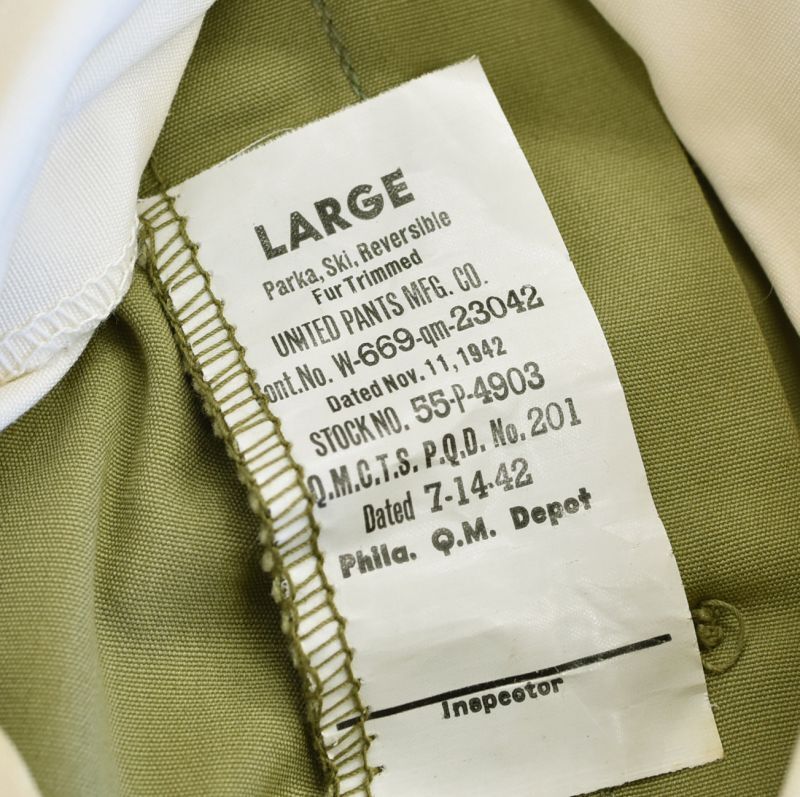 LARGE
Parka, Ski, Reversible
Fur Trimmed
UNITED PANTS MFG. CO.
ont. No. W-669-qm-23042
Dated Nov. 11, 1942
STOCK NO. 55-P-4903
Q.M.C.T.S. P.Q.D. No. 201
Dated 7-14-42
Phila. Q.M. Depot
Inspector